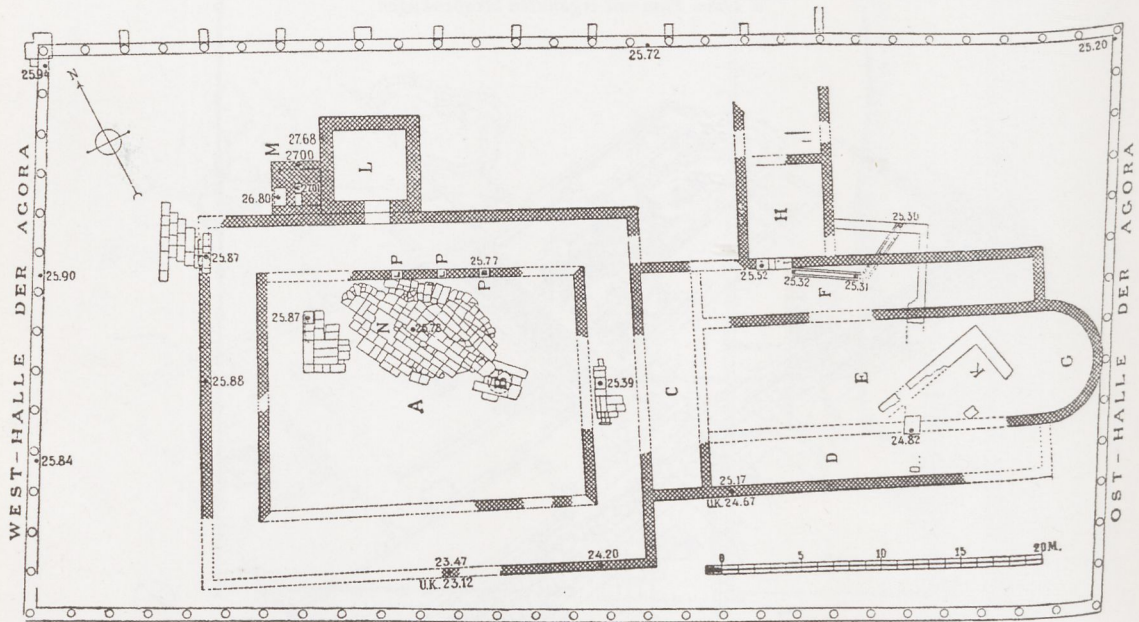 25.94
25.72
25.20
N
WEST-HALLE DER AGORA
OST-HALLE DER AGORA
M
27.68
2700
26.80
L
H
25.30
25.87
25.90
P
P
25.77
P
25.52
25.32
25.31
F
25.87
N
25.78
25.88
B
25.39
A
C
E
K
G
24.82
D
25.84
25.17
U.K. 24.67
23.47
U.K. 23.12
24.20
0 5 10 15 20 M.